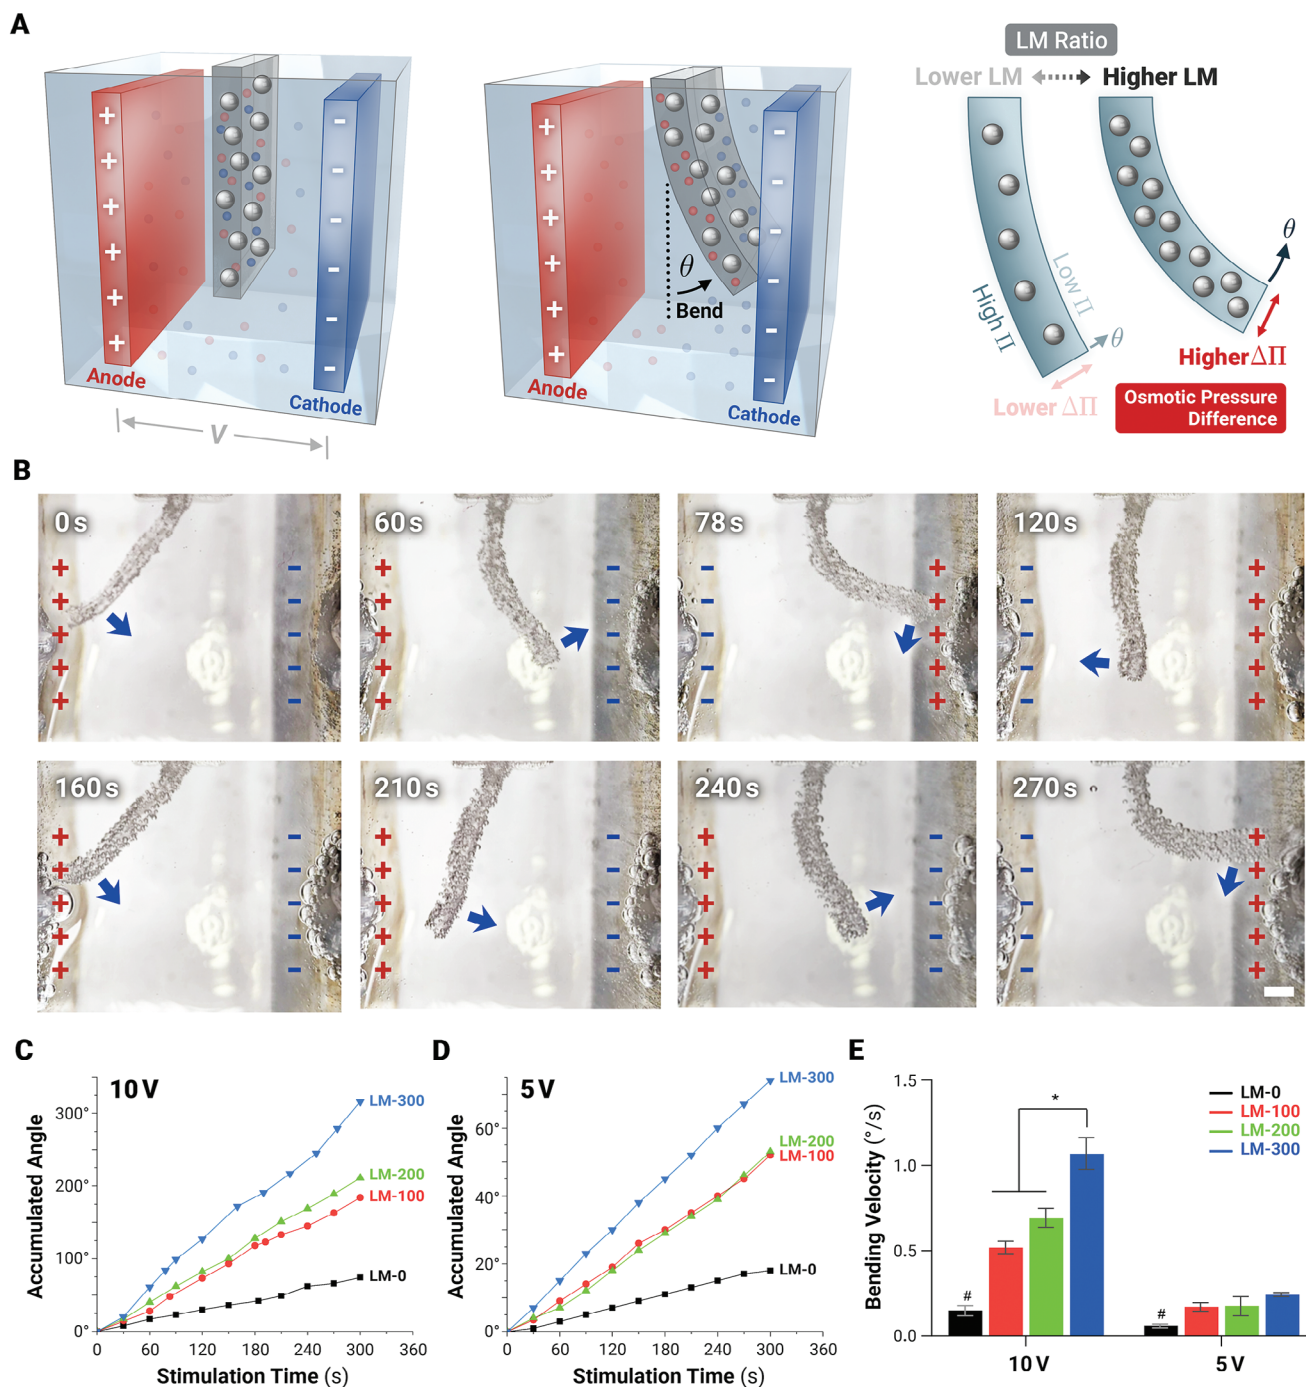 A
+
+
+
+
+
+
-
-
-
-
-
-
Anode
Cathode
V
+
+
+
+
+
+
-
-
-
-
-
-
θ
Bend
Anode
Cathode
LM Ratio
Lower LM Higher LM
High Π
Low Π
θ
θ
Lower ΔΠ
Higher ΔΠ
Osmotic Pressure
Difference
B
0 s
+ -
+ -
+ -
+ -
+ -
60 s
+ -
+ -
+ -
+ -
+ -
78 s
- +
- +
- +
- +
- +
120 s
- +
- +
- +
- +
- +
160 s
+ -
+ -
+ -
+ -
+ -
210 s
+ -
+ -
+ -
+ -
+ -
240 s
+ -
+ -
+ -
+ -
+ -
270 s
- +
- +
- +
- +
- +
C
10 V
Accumulated Angle
300°
200°
100°
0°
LM-300
LM-200
LM-100
LM-0
0 60 120 180 240 300 360
Stimulation Time (s)
D
5 V
Accumulated Angle
60°
40°
20°
0°
LM-300
LM-200
LM-100
LM-0
0 60 120 180 240 300 360
Stimulation Time (s)
E
Bending Velocity (°/s)
1.5
1.0
0.5
0.0
LM-0
LM-100
LM-200
LM-300
*
#
#
10 V 5 V